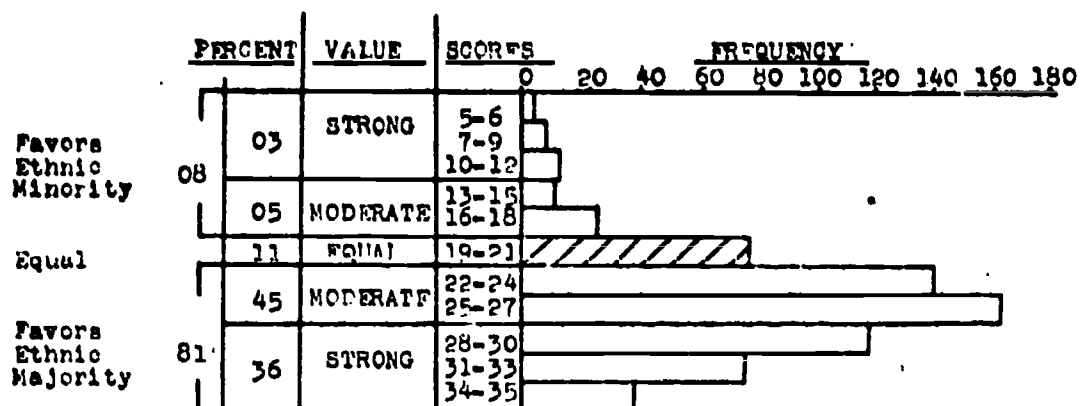 PERCENT VALUE SCORES FREQUENCY
0 20 40 60 80 100 120 140 160 180
Favors Ethnic Minority
08
03 STRONG 5-6
7-9
10-12
05 MODERATE 13-15
16-18
Equal 11 EQUAL 19-21
Favors Ethnic Majority
81
45 MODERATE 22-24
25-27
36 STRONG 28-30
31-33
34-35